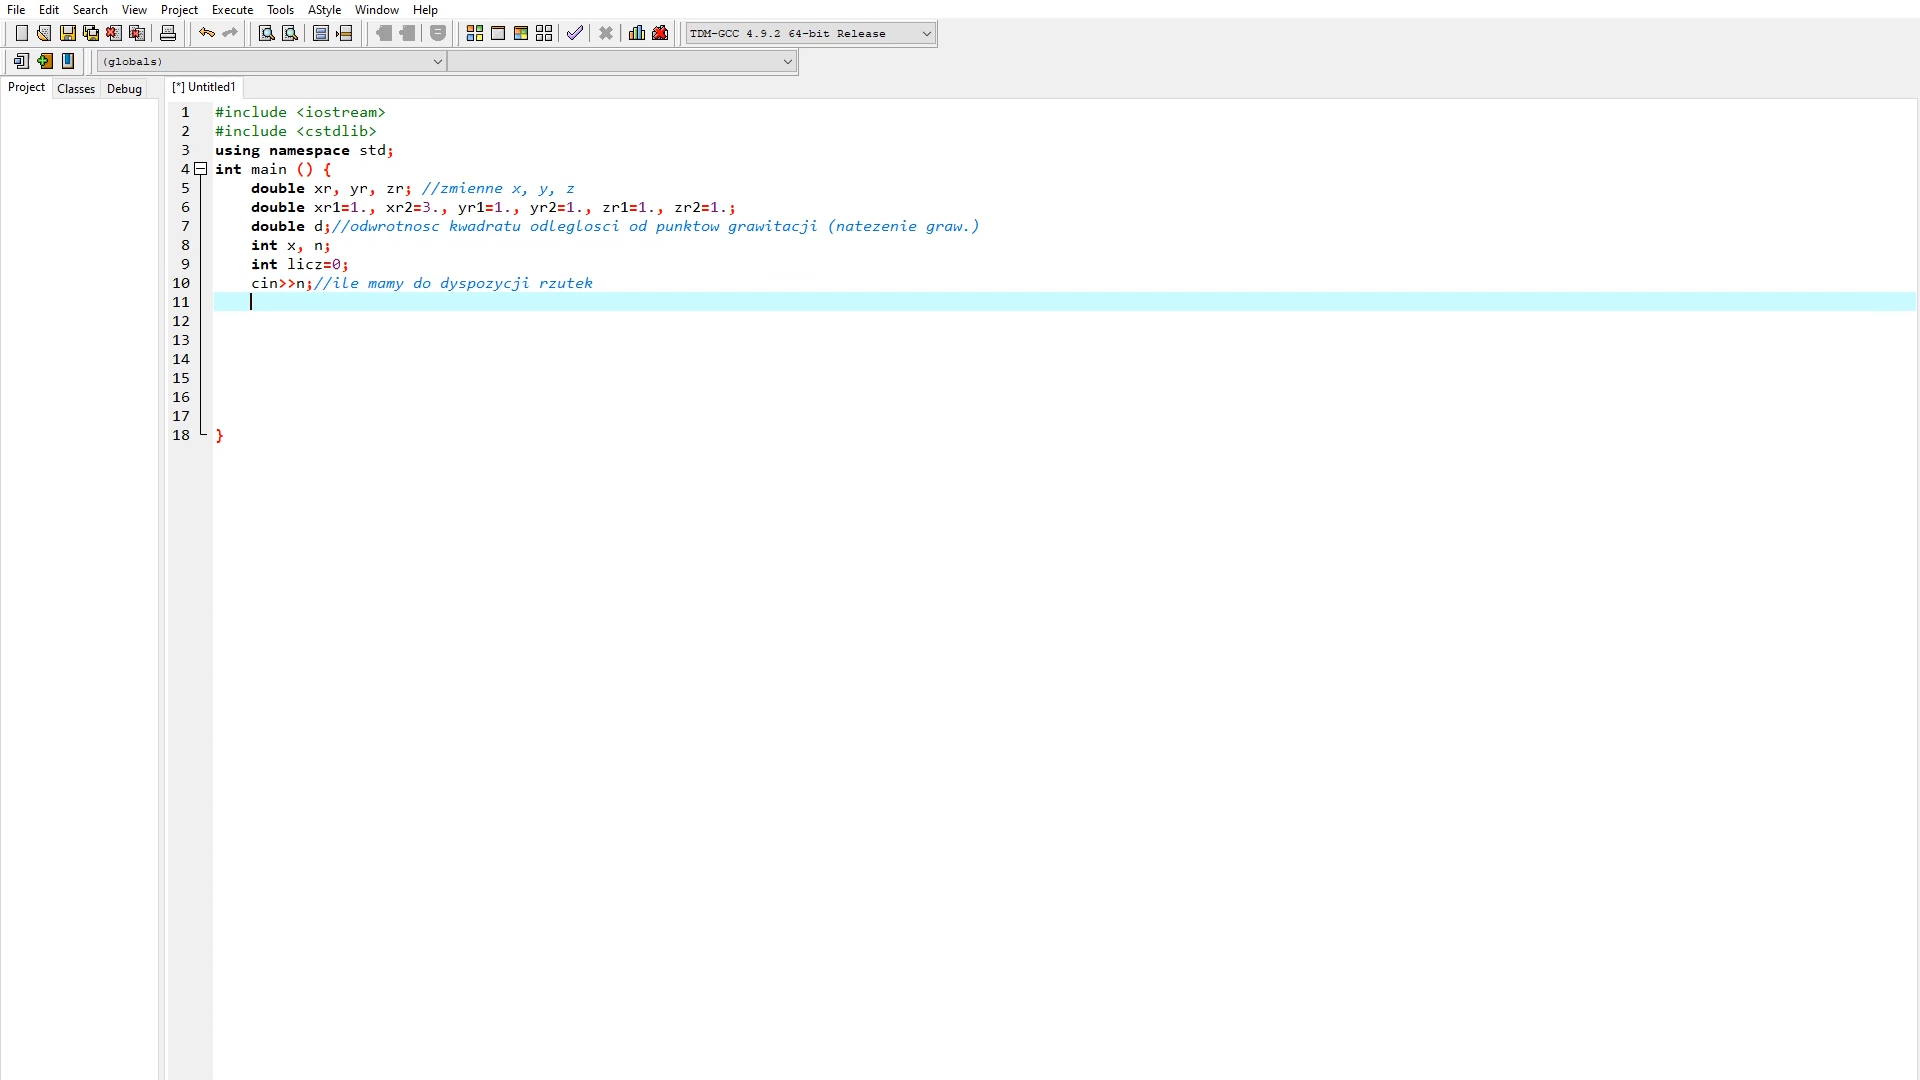 File Edit Search View Project Execute Tools AStyle Window Help
TDM-GCC 4.9.2 64-bit Release
(globals)
Project Classes Debug [*] Untitled1
1 #include <iostream>
2 #include <cstdlib>
3 using namespace std;
4 int main () {
5 double xr, yr, zr; //zmienne x, y, z
6 double xr1=1., xr2=3., yr1=1., yr2=1., zr1=1., zr2=1.;
7 double d;//odwrotnosc kwadratu odleglosci od punktow grawitacji (natezenie graw.)
8 int x, n;
9 int licz=0;
10 cin>>n;//ile mamy do dyspozycji rzutek
11
12
13
14
15
16
17
18 }